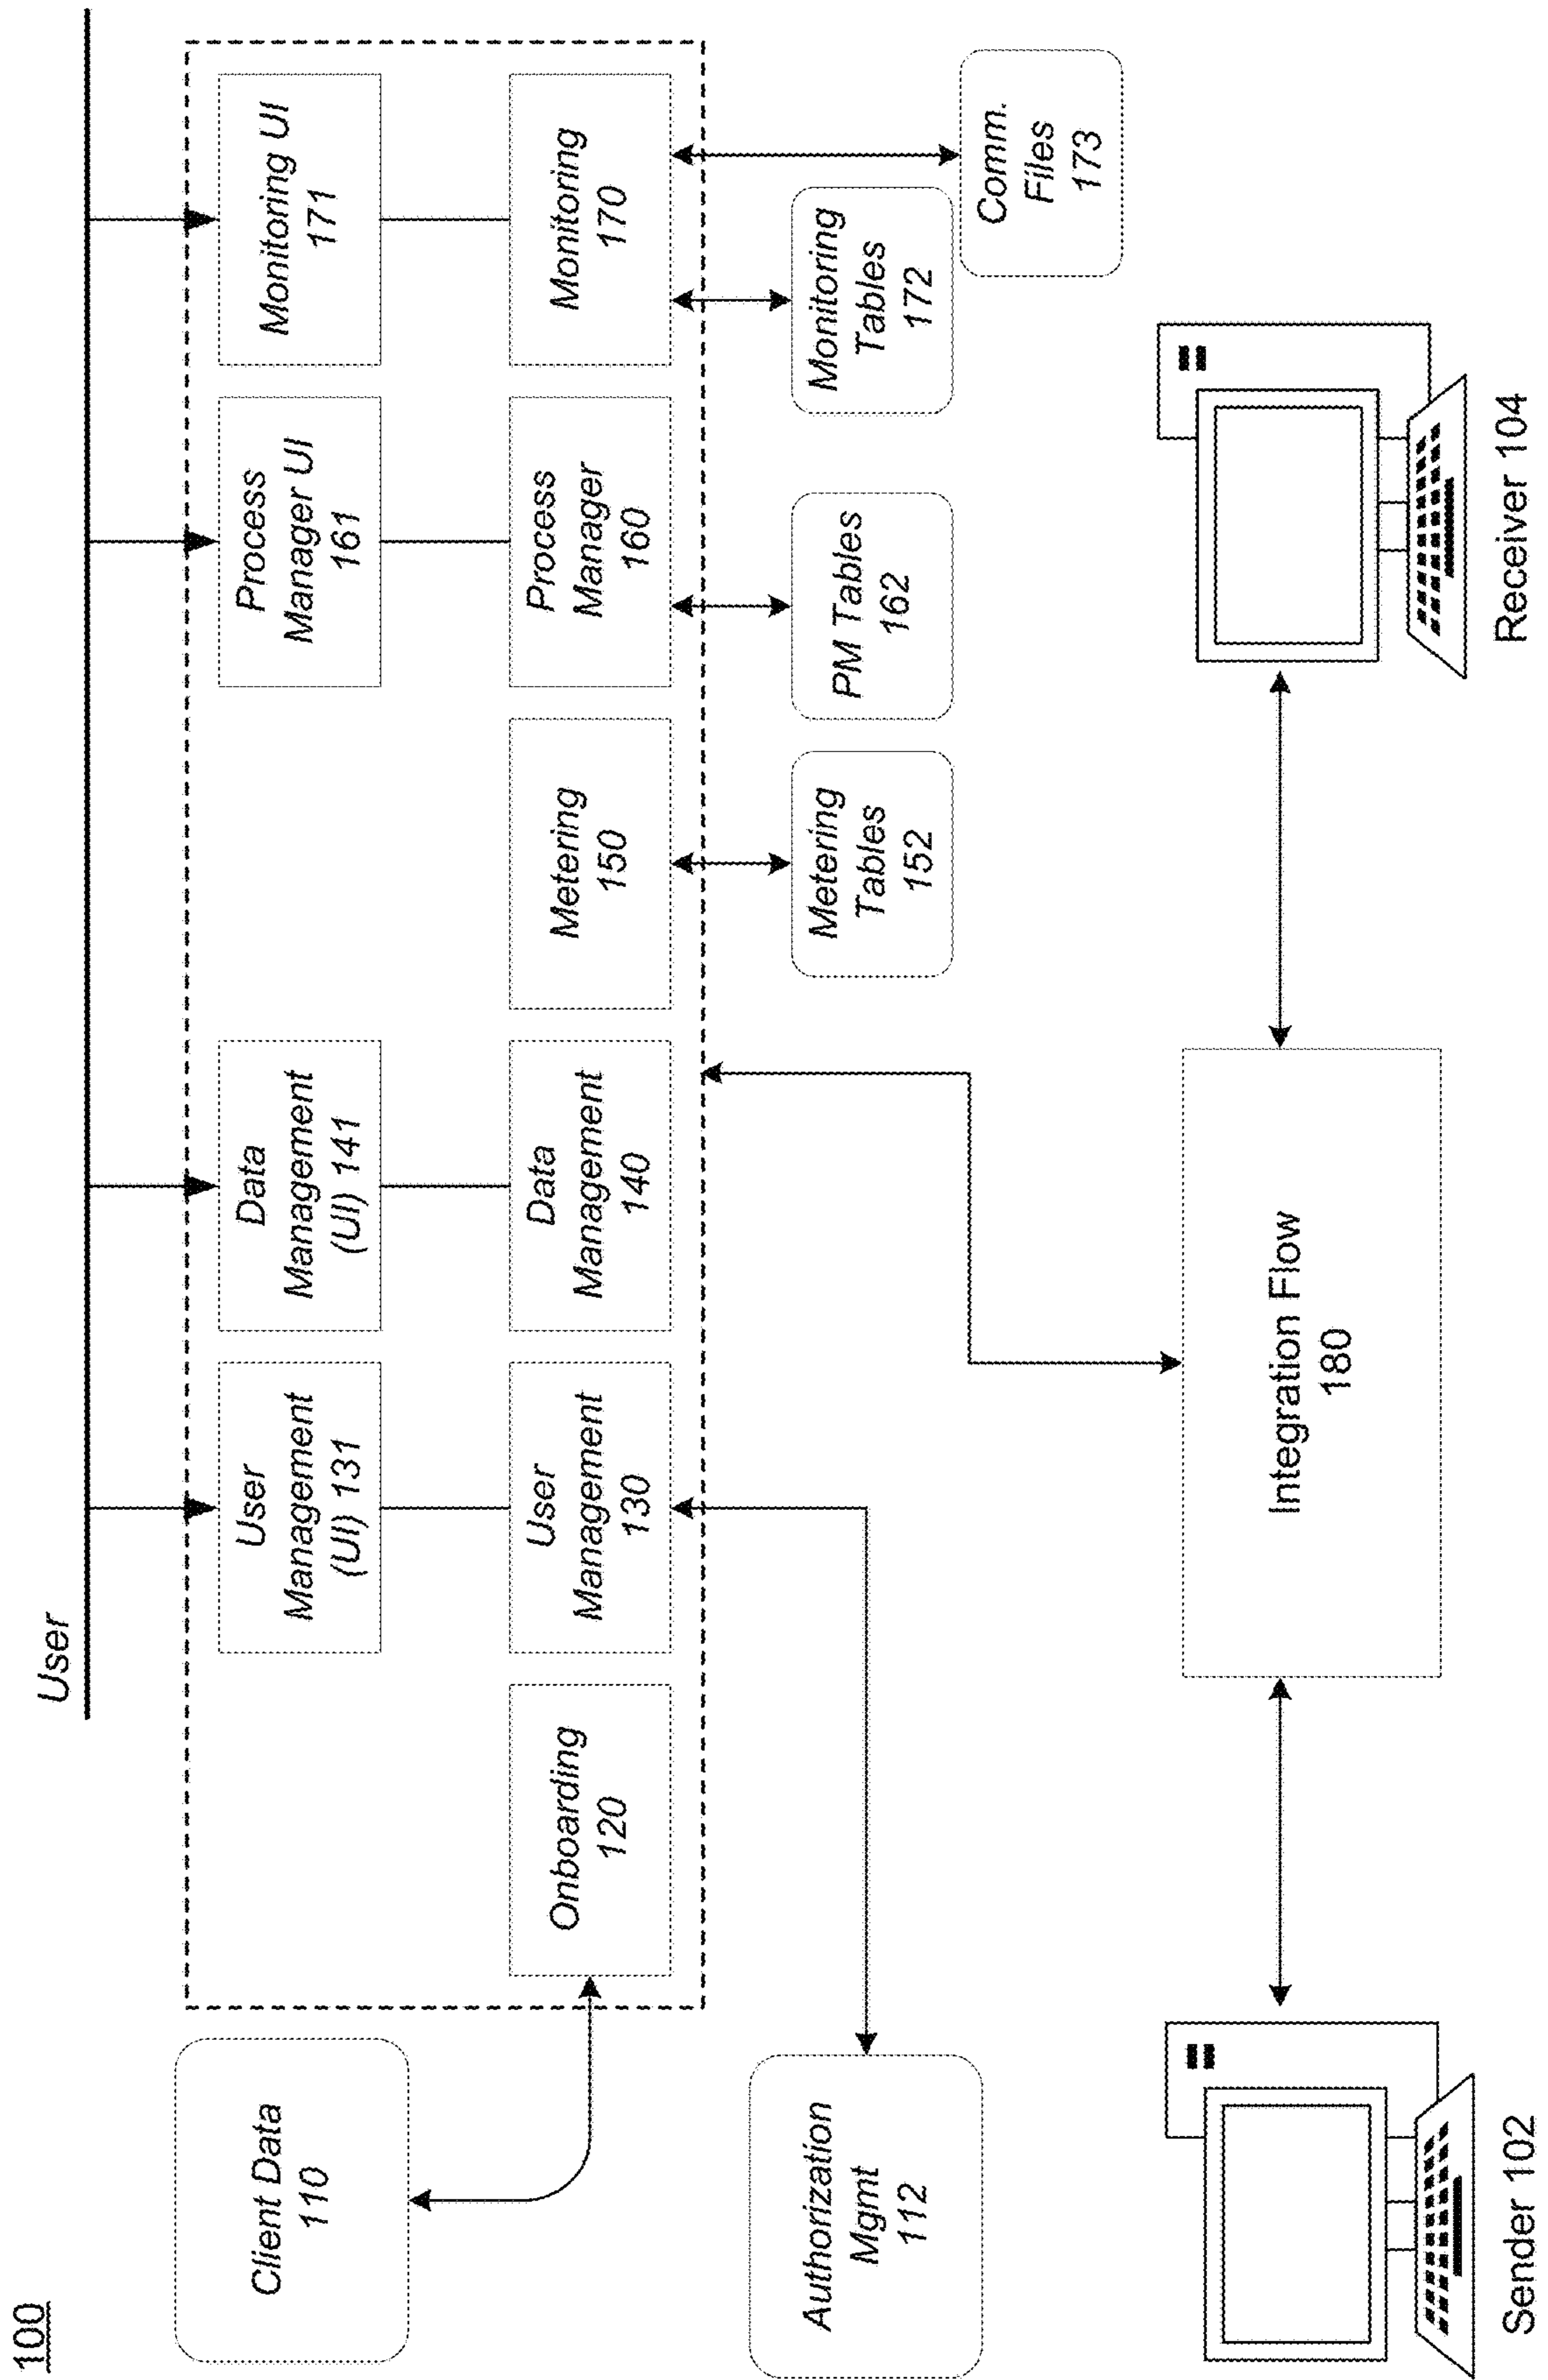 100
User
Client Data
110
User
Management
(UI) 131
Data
Management
(UI) 141
Process
Manager UI
161
Monitoring UI
171
Onboarding
120
User
Management
130
Data
Management
140
Metering
150
Process
Manager
160
Monitoring
170
Authorization
Mgmt
112
Metering
Tables
152
PM Tables
162
Monitoring
Tables
172
Comm.
Files
173
Integration Flow
180
Sender 102
Receiver 104